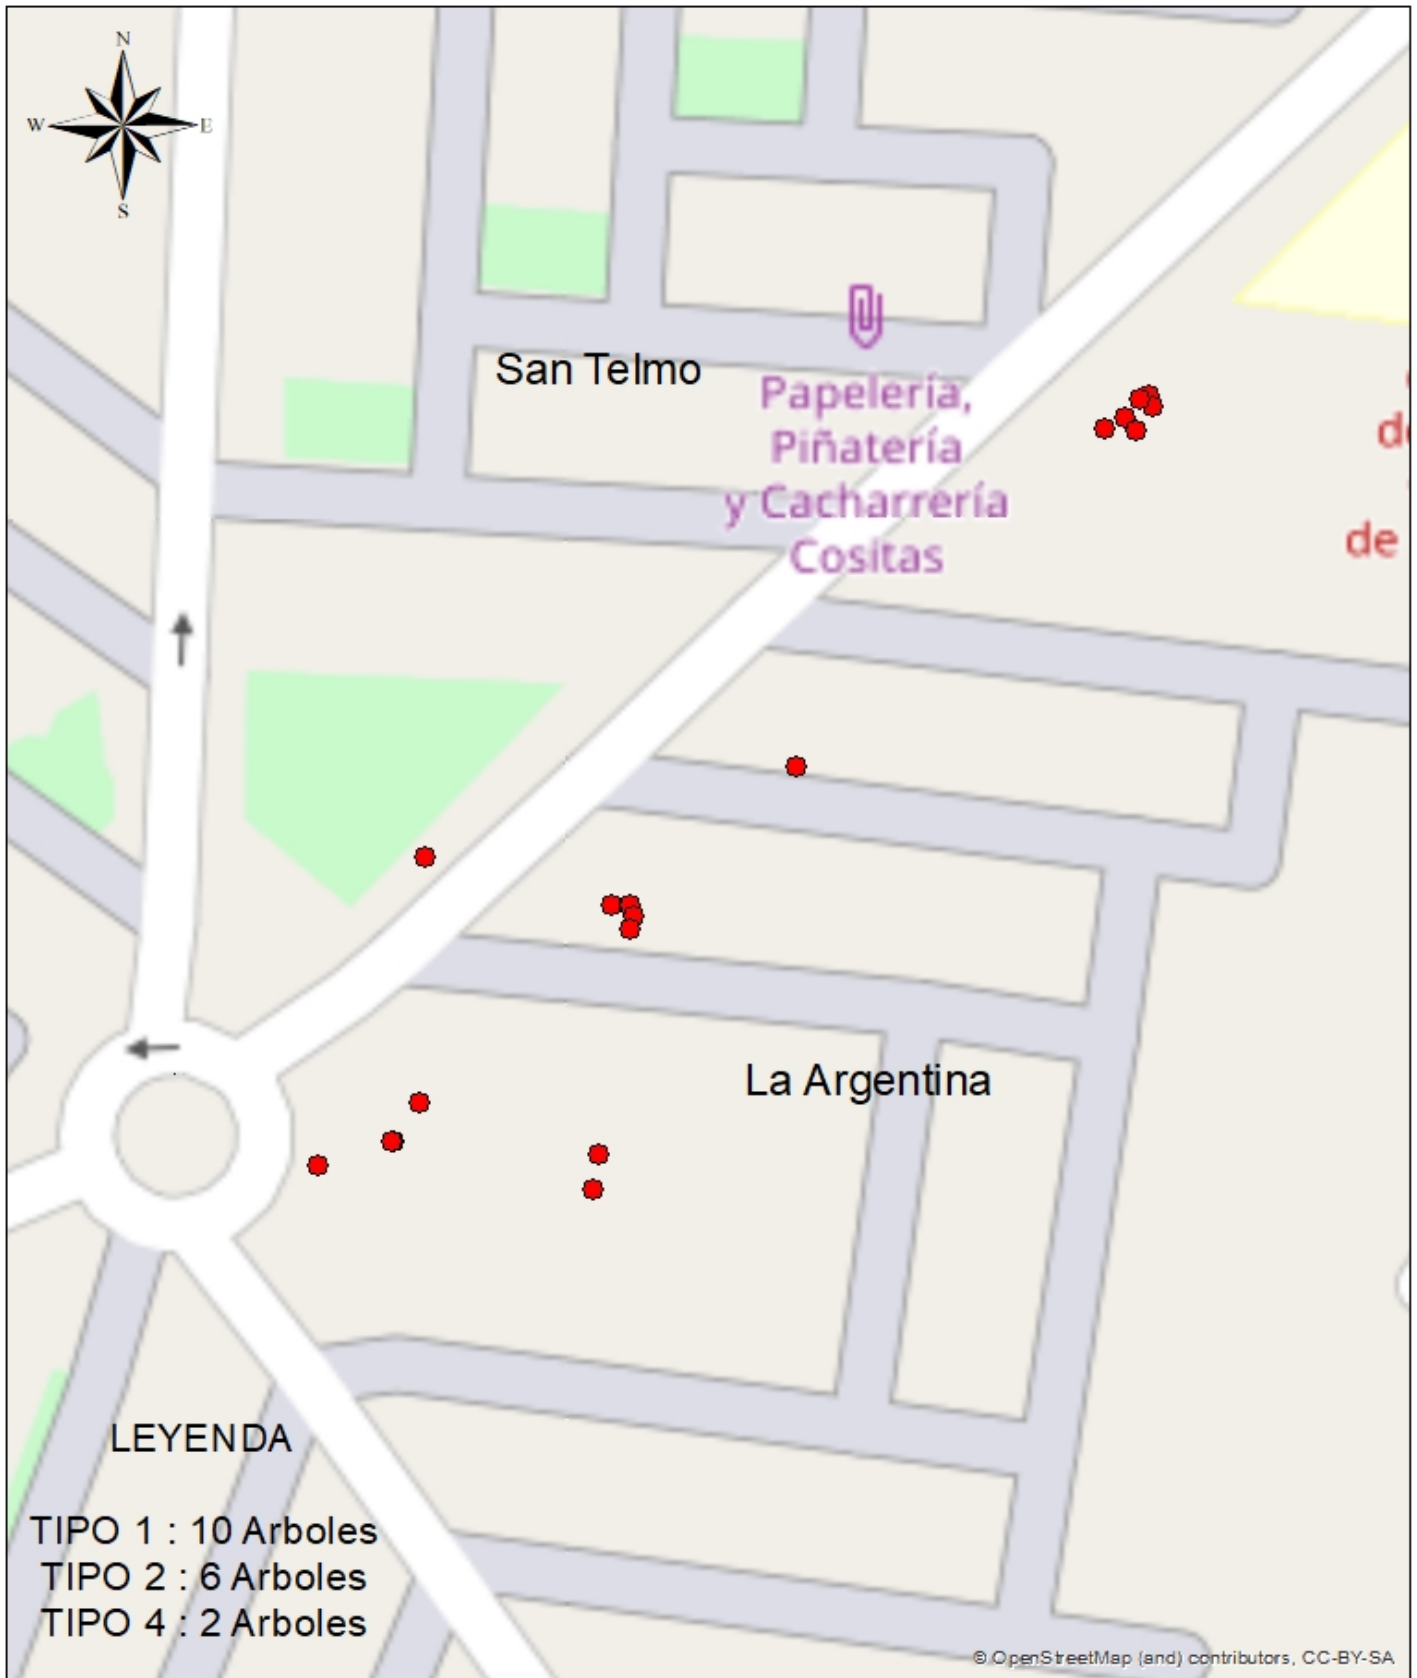 N
W E
S
San Telmo
Papelería,
Piñatería
y Cacharrería
Cositas
de
La Argentina
LEYENDA
TIPO 1 : 10 Arboles
TIPO 2 : 6 Arboles
TIPO 4 : 2 Arboles
© OpenStreetMap (and) contributors, CC-BY-SA